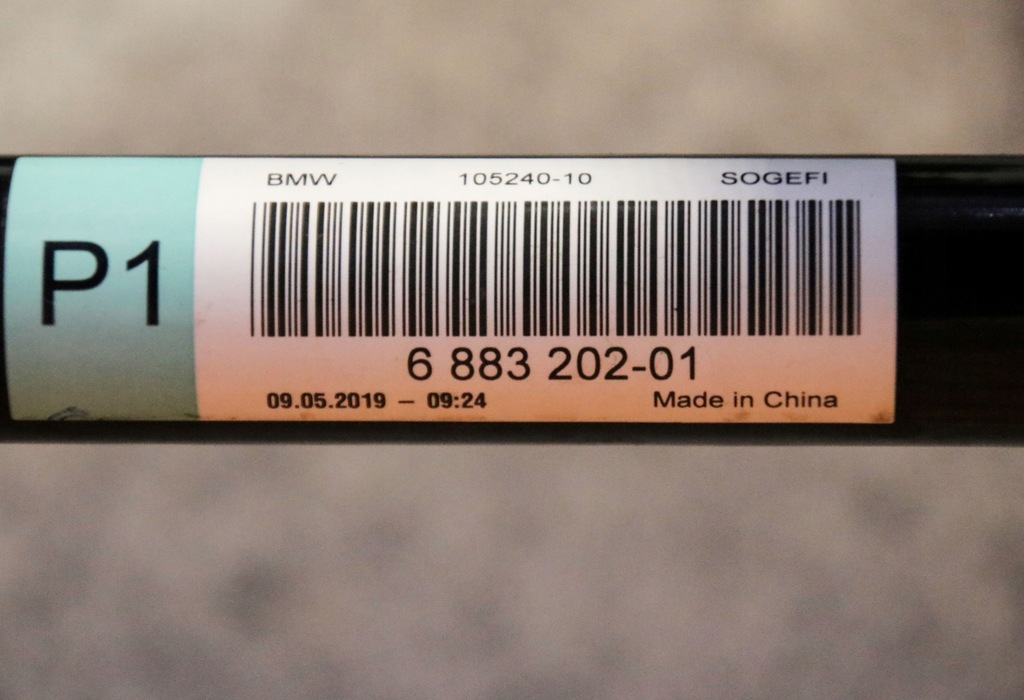 P1
BMW 105240-10 SOGEFI
6 883 202-01
09.05.2019 – 09:24 Made in China